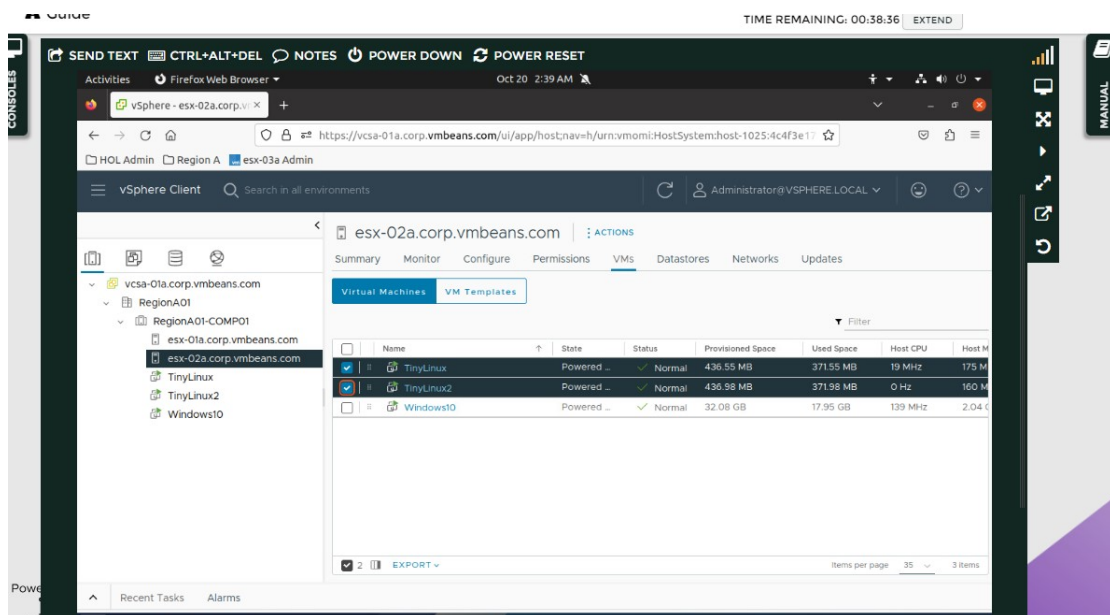 Guide
TIME REMAINING: 00:38:36 EXTEND
CONSOLES
MANUAL
SEND TEXT CTRL+ALT+DEL NOTES POWER DOWN POWER RESET
Activities Firefox Web Browser Oct 20 2:39 AM
vSphere - esx-02a.corp.v
https://vcsa-01a.corp.vmbeans.com/ui/app/host;nav=h/urn:vmomi:HostSystem:host-1025:4c4f3e17
HOL Admin Region A esx-03a Admin
vSphere Client Search in all environments Administrator@VSPHERE.LOCAL
esx-02a.corp.vmbeans.com ACTIONS
Summary Monitor Configure Permissions VMs Datastores Networks Updates
vcsa-01a.corp.vmbeans.com
RegionA01
RegionA01-COMP01
esx-01a.corp.vmbeans.com
esx-02a.corp.vmbeans.com
TinyLinux
TinyLinux2
Windows10
Virtual Machines VM Templates
Filter
Name State Status Provisioned Space Used Space Host CPU Host M
TinyLinux Powered ... Normal 436.55 MB 371.55 MB 19 MHz 175 M
TinyLinux2 Powered ... Normal 436.98 MB 371.98 MB 0 Hz 160 M
Windows10 Powered ... Normal 32.08 GB 17.95 GB 139 MHz 2.04
2 EXPORT Items per page 35 3 items
Powe
Recent Tasks Alarms